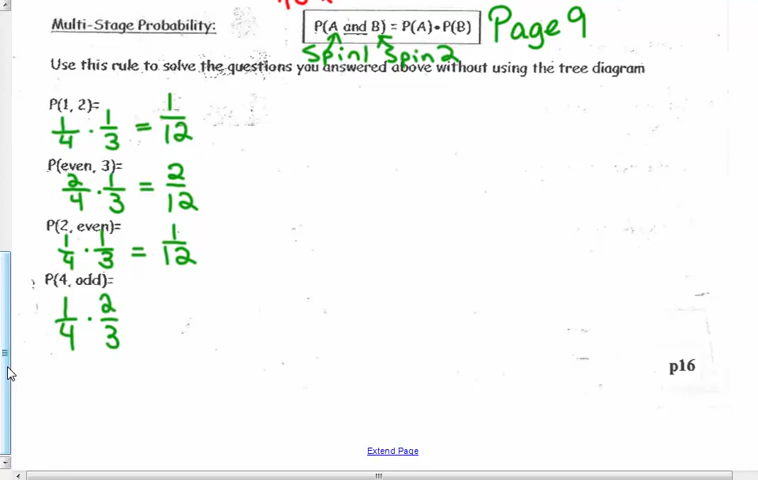 Multi-Stage Probability:
P(A and B) = P(A)•P(B)
Page 9
Spin1 Spin2
Use this rule to solve the questions you answered above without using the tree diagram
P(1, 2)=
1/4 · 1/3 = 1/12
P(even, 3)=
2/4 · 1/3 = 2/12
P(2, even)=
1/4 · 1/3 = 1/12
P(4, odd)=
1/4 · 2/3
p16
Extend Page